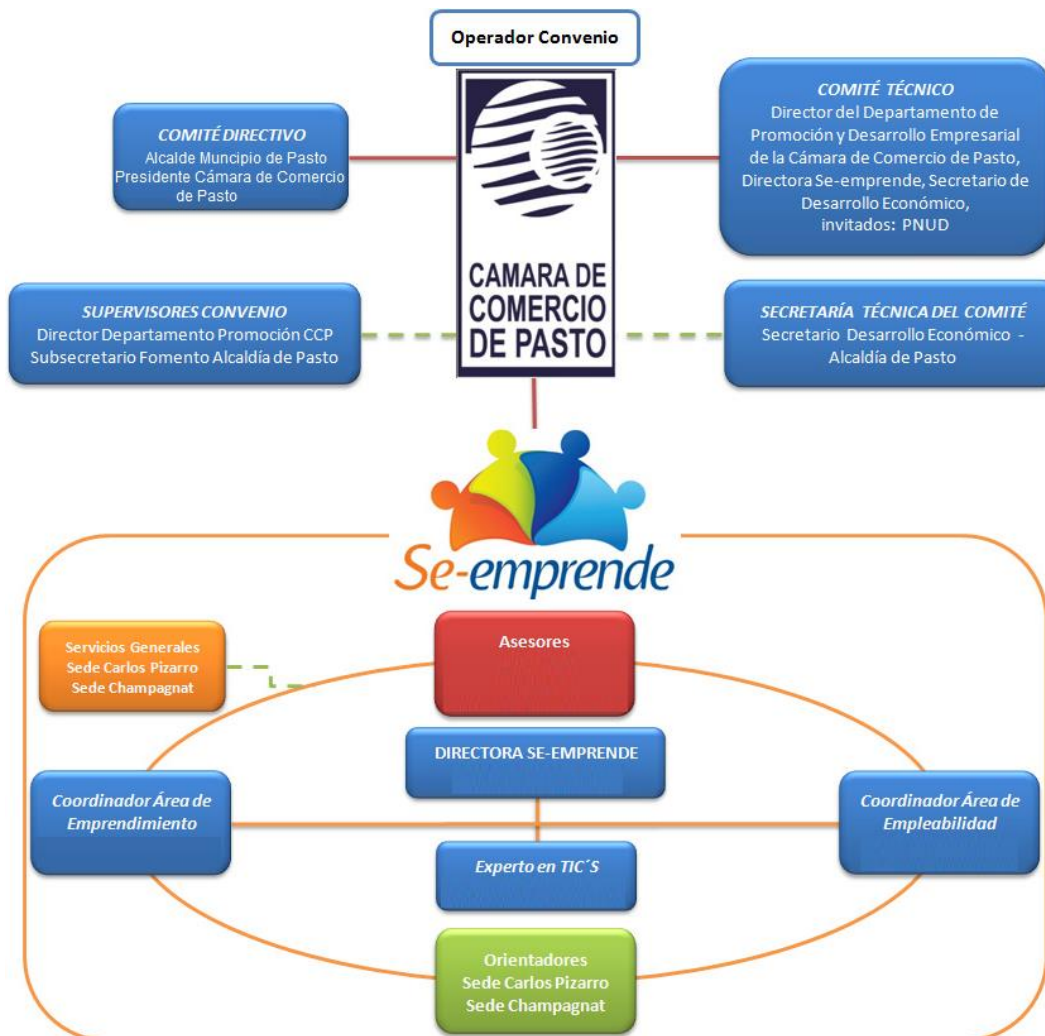 Operador Convenio
COMITÉ DIRECTIVO
Alcalde Muncipio de Pasto
Presidente Cámara de Comercio
de Pasto
COMITÉ TÉCNICO
Director del Departamento de
Promoción y Desarrollo Empresarial
de la Cámara de Comercio de Pasto,
Directora Se-emprende, Secretario de
Desarrollo Económico,
invitados: PNUD
CAMARA DE
COMERCIO
DE PASTO
SUPERVISORES CONVENIO
Director Departamento Promoción CCP
Subsecretario Fomento Alcaldía de Pasto
SECRETARÍA TÉCNICA DEL COMITÉ
Secretario Desarrollo Económico -
Alcaldía de Pasto
Se-emprende
Servicios Generales
Sede Carlos Pizarro
Sede Champagnat
Asesores
DIRECTORA SE-EMPRENDE
Coordinador Área de
Emprendimiento
Coordinador Área de
Empleabilidad
Experto en TIC´S
Orientadores
Sede Carlos Pizarro
Sede Champagnat